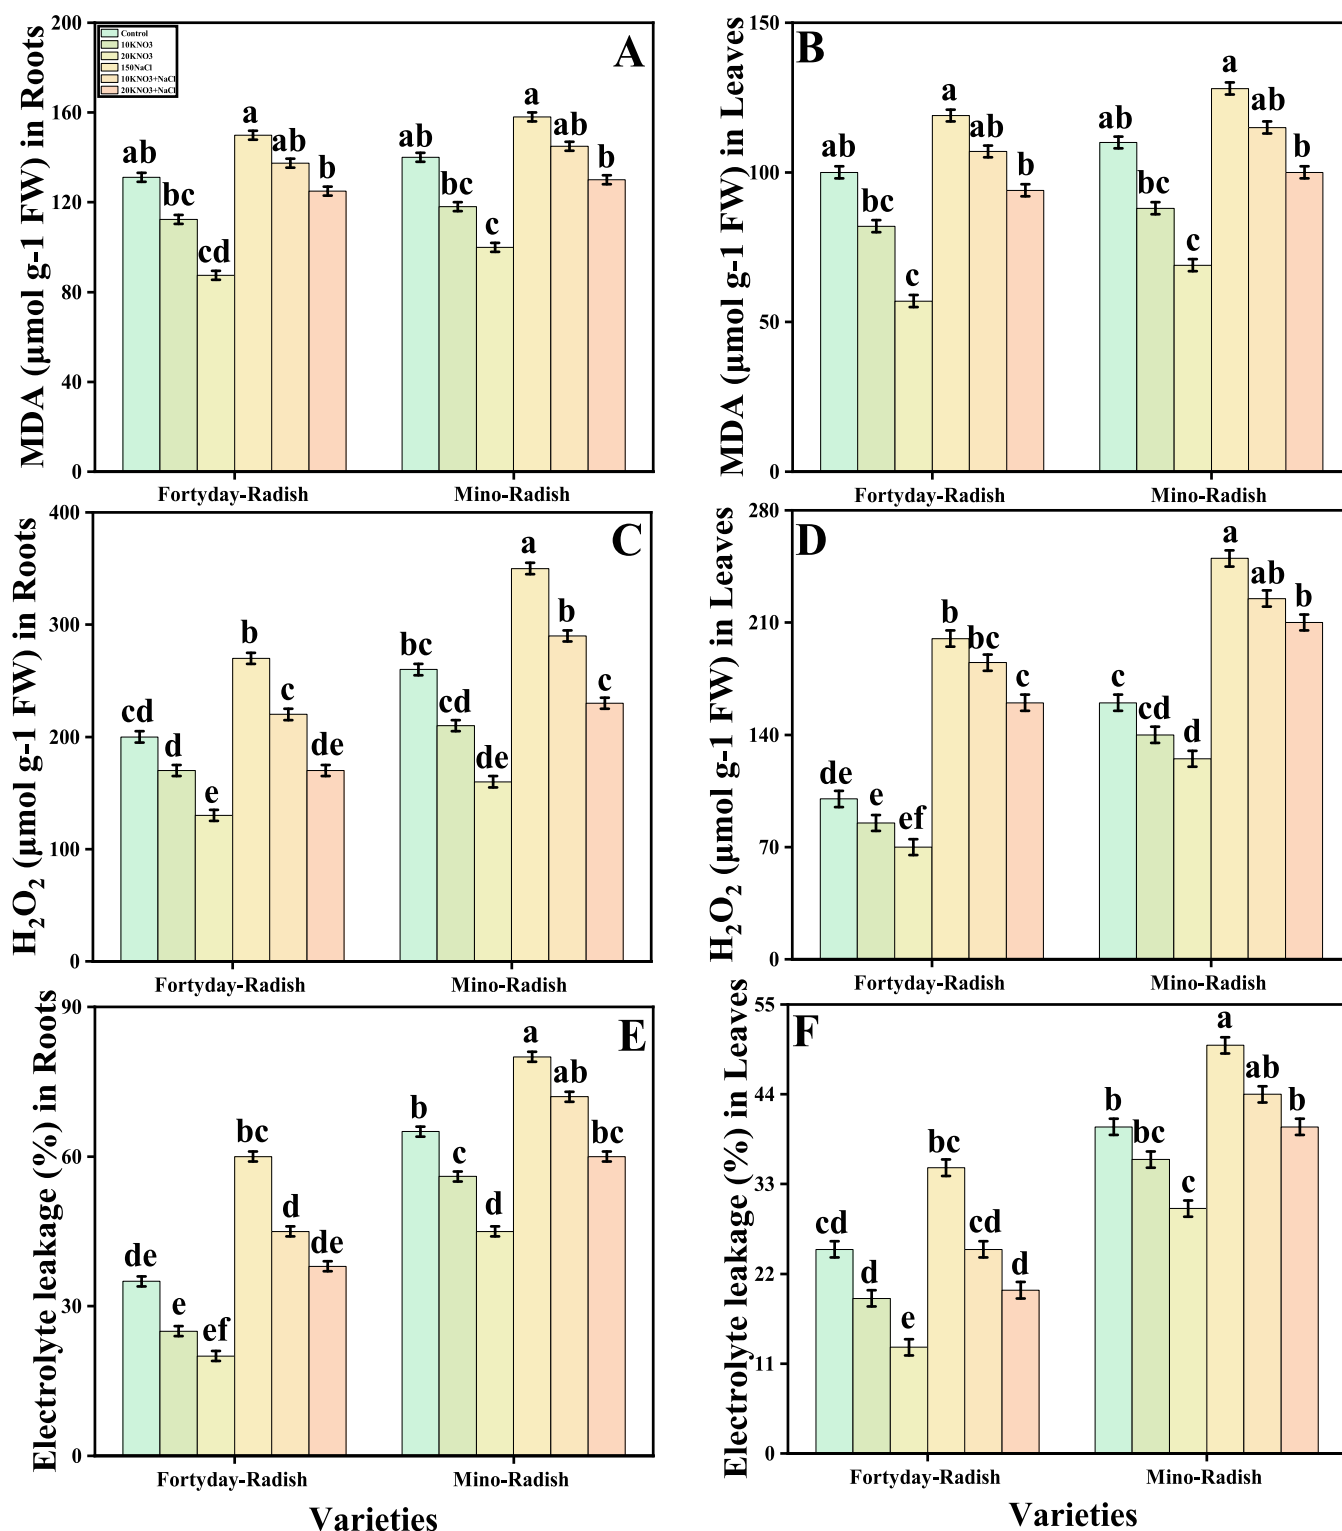 MDA (μmol g-1 FW) in Roots
200
160
120
80
40
0
Control
10KNO3
20KNO3
150NaCl
10KNO3+NaCl
20KNO3+NaCl
A
ab
bc
cd
a
ab
b
ab
bc
c
a
ab
b
Fortyday-Radish
Mino-Radish
MDA (μmol g-1 FW) in Leaves
150
100
50
0
B
ab
bc
c
a
ab
b
ab
bc
c
a
ab
b
Fortyday-Radish
Mino-Radish
H₂O₂ (μmol g-1 FW) in Roots
400
300
200
100
0
C
cd
d
e
b
c
de
bc
cd
de
a
b
c
Fortyday-Radish
Mino-Radish
H₂O₂ (μmol g-1 FW) in Leaves
280
210
140
70
0
D
de
e
ef
b
bc
c
c
cd
d
a
ab
b
Fortyday-Radish
Mino-Radish
Electrolyte leakage (%) in Roots
90
60
30
0
E
de
e
ef
bc
d
de
b
c
d
a
ab
bc
Fortyday-Radish
Mino-Radish
Varieties
Electrolyte leakage (%) in Leaves
55
44
33
22
11
0
F
cd
d
e
bc
cd
d
b
bc
c
a
ab
b
Fortyday-Radish
Mino-Radish
Varieties